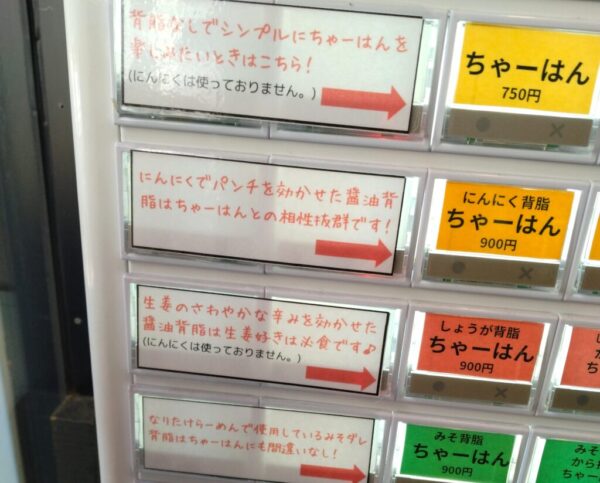 背脂なしでシンプルにちゃーはんを
楽しみたいときはこちら!
(にんにくは使っておりません。)
ちゃーはん
750円
にんにくでパンチを効かせた醤油背
脂はちゃーはんとの相性抜群です!
にんにく背脂
ちゃーはん
900円
生姜のさわやかな辛みを効かせた
醤油背脂は生姜好きは必食です♪
(にんにくは使っておりません。)
しょうが背脂
ちゃーはん
900円
なりたけらーめんで使用しているみそダレ
背脂はちゃーはんにも間違いなし!
みそ背脂
ちゃーはん
900円
みそ
から
ち